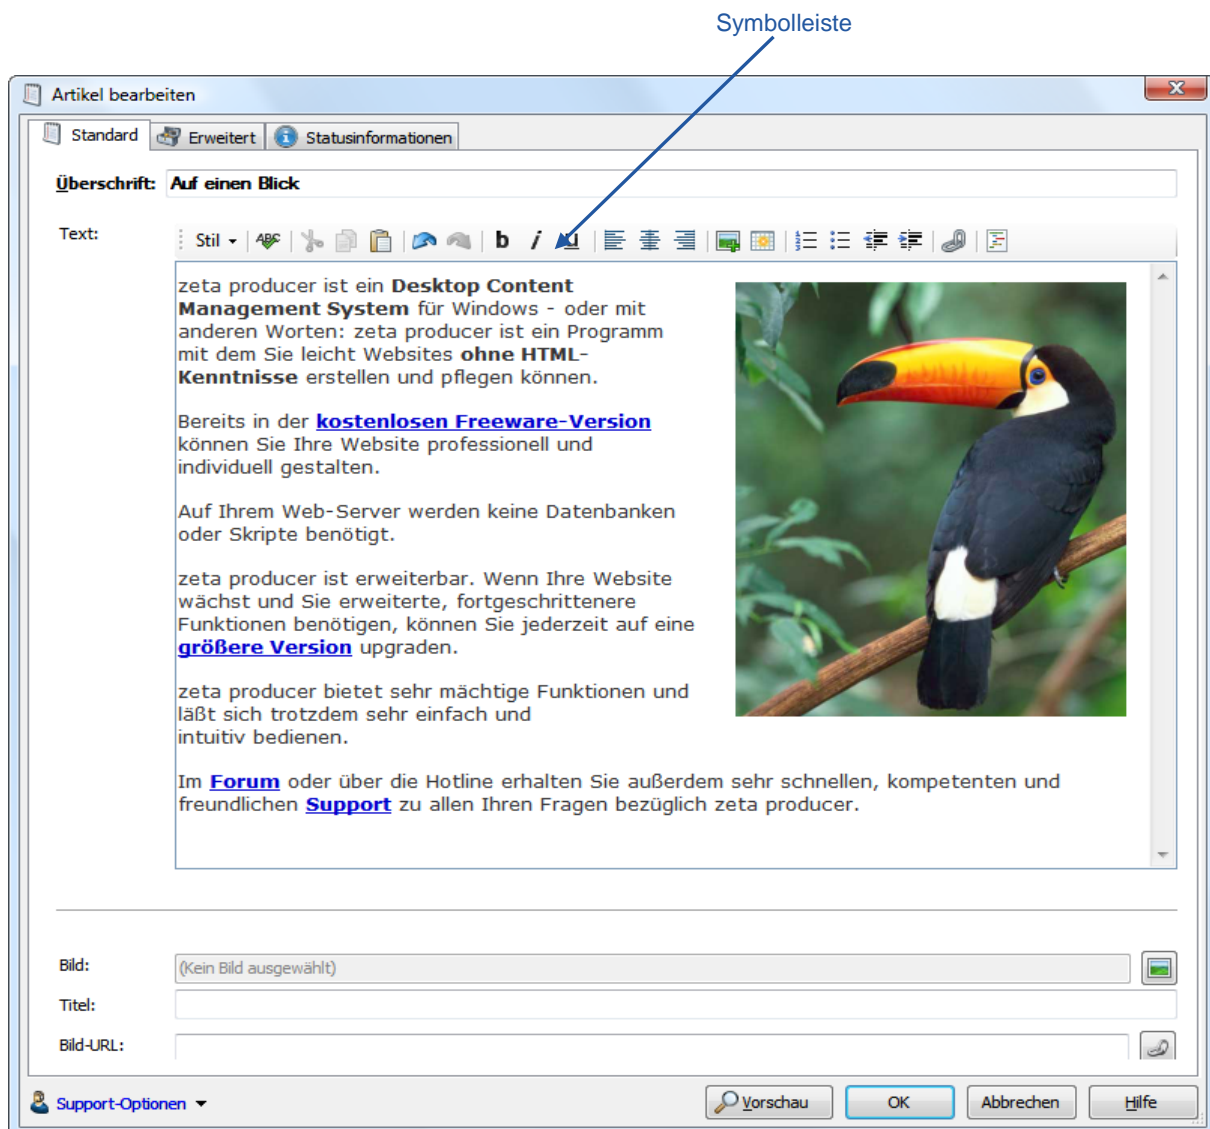 Symbolleiste
Artikel bearbeiten
Standard Erweitert Statusinformationen
Überschrift: Auf einen Blick
Text: Stil ABC b i u
zeta producer ist ein Desktop Content
Management System für Windows - oder mit
anderen Worten: zeta producer ist ein Programm
mit dem Sie leicht Websites ohne HTML-
Kenntnisse erstellen und pflegen können.
Bereits in der kostenlosen Freeware-Version
können Sie Ihre Website professionell und
individuell gestalten.
Auf Ihrem Web-Server werden keine Datenbanken
oder Skripte benötigt.
zeta producer ist erweiterbar. Wenn Ihre Website
wächst und Sie erweiterte, fortgeschrittenere
Funktionen benötigen, können Sie jederzeit auf eine
größere Version upgraden.
zeta producer bietet sehr mächtige Funktionen und
läßt sich trotzdem sehr einfach und
intuitiv bedienen.
Im Forum oder über die Hotline erhalten Sie außerdem sehr schnellen, kompetenten und
freundlichen Support zu allen Ihren Fragen bezüglich zeta producer.
Bild: (Kein Bild ausgewählt)
Titel:
Bild-URL:
Support-Optionen Vorschau OK Abbrechen Hilfe